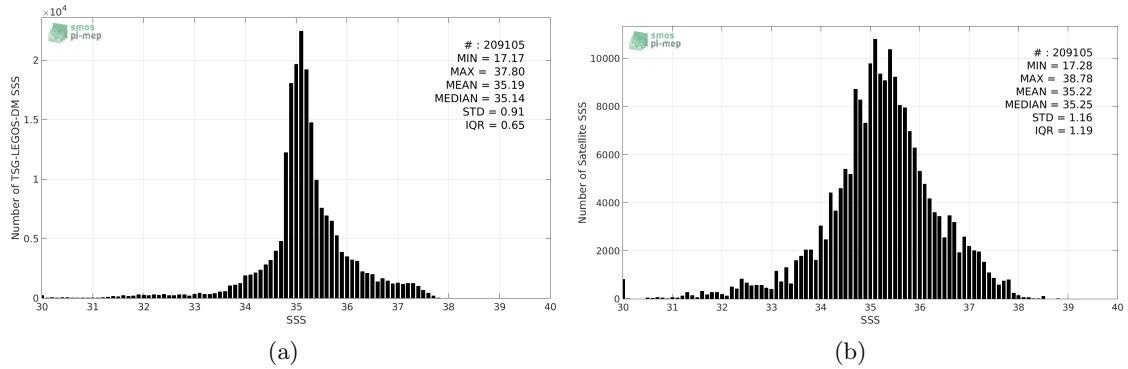 ×10⁴
smos
pi-mep
# : 209105
MIN = 17.17
MAX = 37.80
MEAN = 35.19
MEDIAN = 35.14
STD = 0.91
IQR = 0.65
Number of TSG-LEGOS-DM SSS
2
1.5
1
0.5
0
30 31 32 33 34 35 36 37 38 39 40
SSS
(a)
smos
pi-mep
# : 209105
MIN = 17.28
MAX = 38.78
MEAN = 35.22
MEDIAN = 35.25
STD = 1.16
IQR = 1.19
Number of Satellite SSS
10000
8000
6000
4000
2000
0
30 31 32 33 34 35 36 37 38 39 40
SSS
(b)